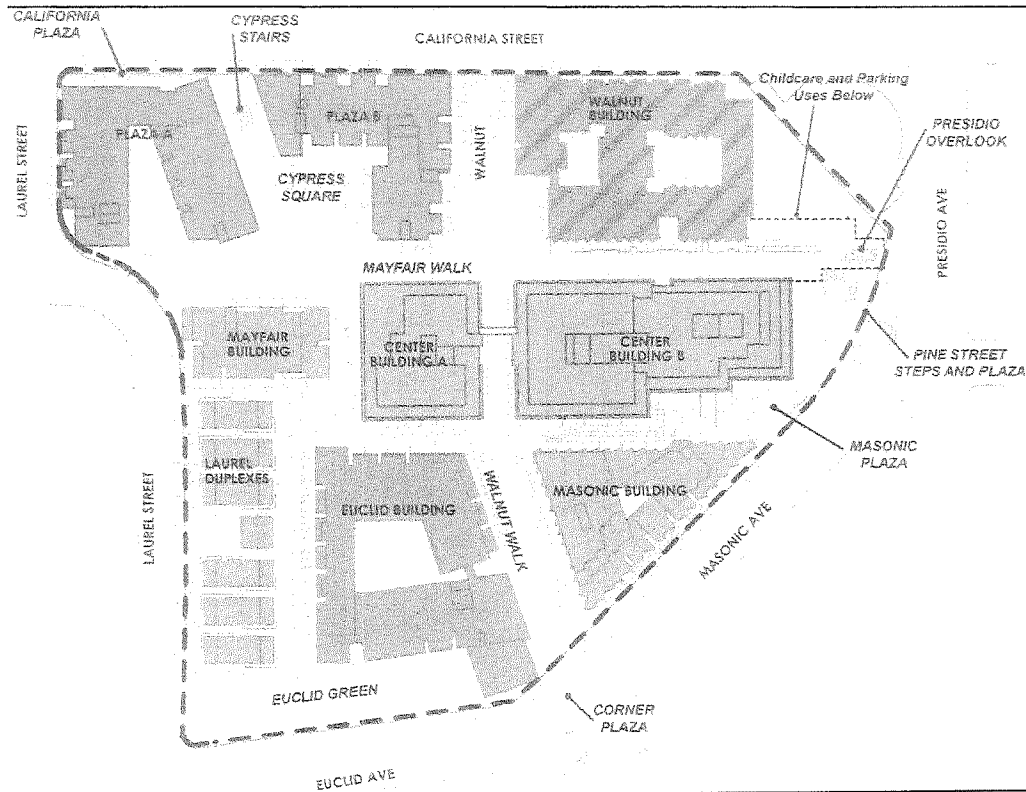 CALIFORNIA
PLAZA
CYPRESS
STAIRS
CALIFORNIA STREET
Childcare and Parking
Uses Below
PRESIDIO
OVERLOOK
LAUREL STREET
PLAZA A
PLAZA B
WALNUT
WALNUT
BUILDING
CYPRESS
SQUARE
PRESIDIO AVE
MAYFAIR WALK
MAYFAIR
BUILDING
CENTER
BUILDING A
CENTER
BUILDING B
PINE STREET
STEPS AND PLAZA
MASONIC
PLAZA
LAUREL STREET
LAUREL
DUPLEXES
EUCLID BUILDING
WALNUT WALK
MASONIC BUILDING
MASONIC AVE
EUCLID GREEN
CORNER
PLAZA
EUCLID AVE